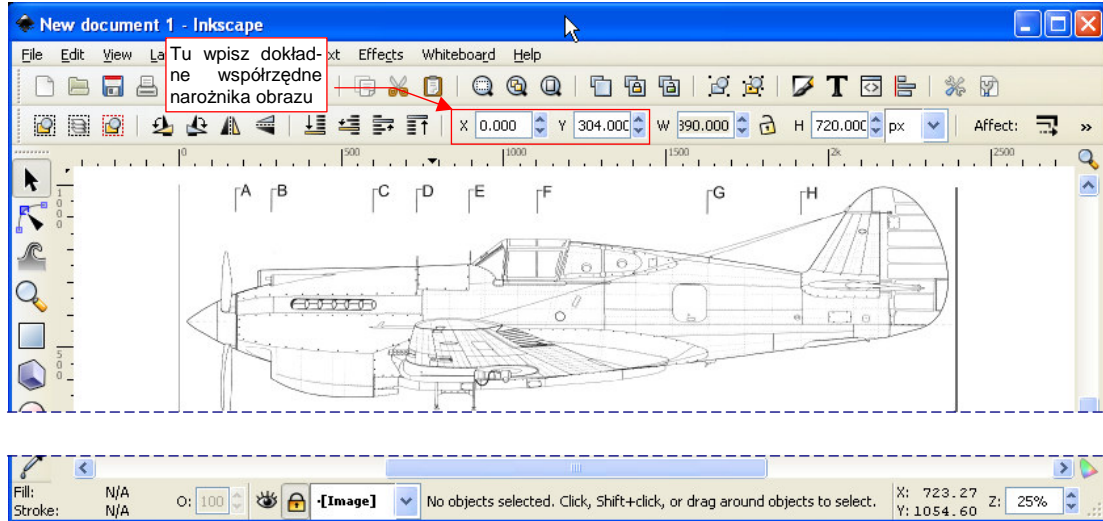 New document 1 - Inkscape
File Edit View La xt Effects Whiteboard Help
Tu wpisz dokład-
ne współrzędne
narożnika obrazu
X 0.000 Y 304.000 W 390.000 H 720.000 px Affect: »
0 500 1000 1500 2k 2500
1000
A B C D E F G H
500
Fill: N/A
Stroke: N/A
O: 100
·[Image]
No objects selected. Click, Shift+click, or drag around objects to select.
X: 723.27
Y: 1054.60
Z: 25%